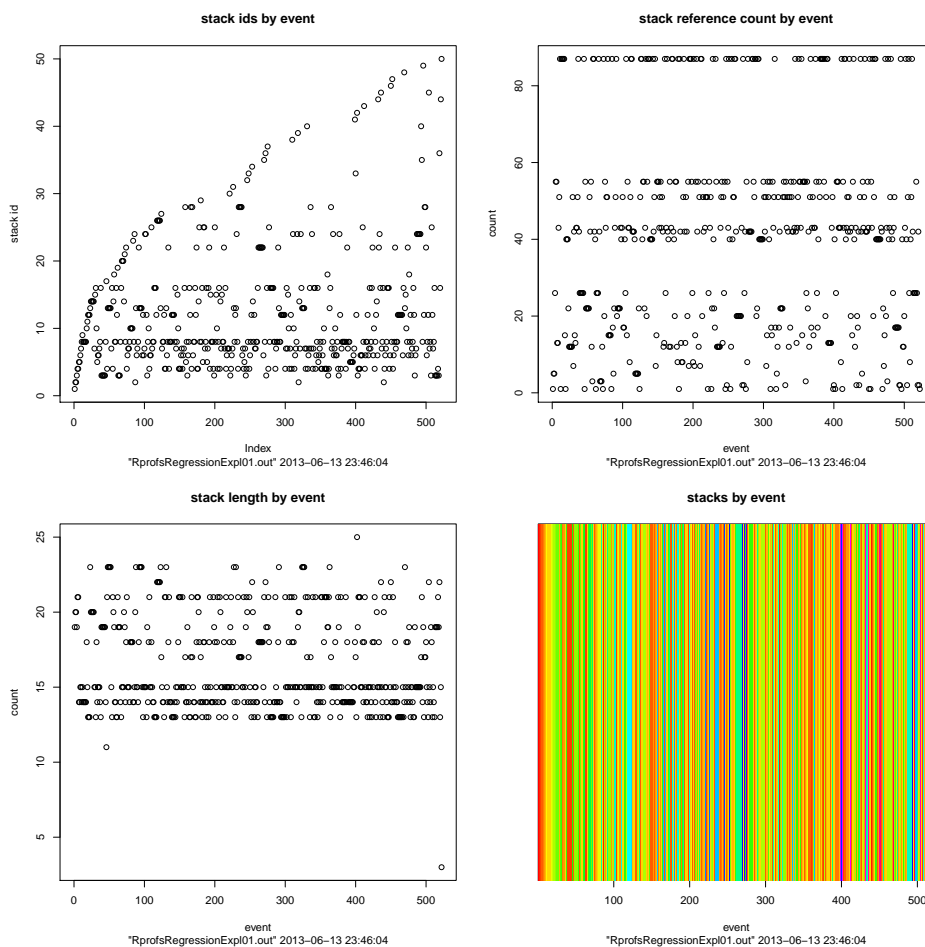 stack ids by event
50
40
30
20
10
0
stack id
0 100 200 300 400 500
Index
"RprofsRegressionExpl01.out" 2013−06−13 23:46:04
stack reference count by event
80
60
40
20
0
count
0 100 200 300 400 500
event
"RprofsRegressionExpl01.out" 2013−06−13 23:46:04
stack length by event
25
20
15
10
5
count
0 100 200 300 400 500
event
"RprofsRegressionExpl01.out" 2013−06−13 23:46:04
stacks by event
100 200 300 400 500
event
"RprofsRegressionExpl01.out" 2013−06−13 23:46:04